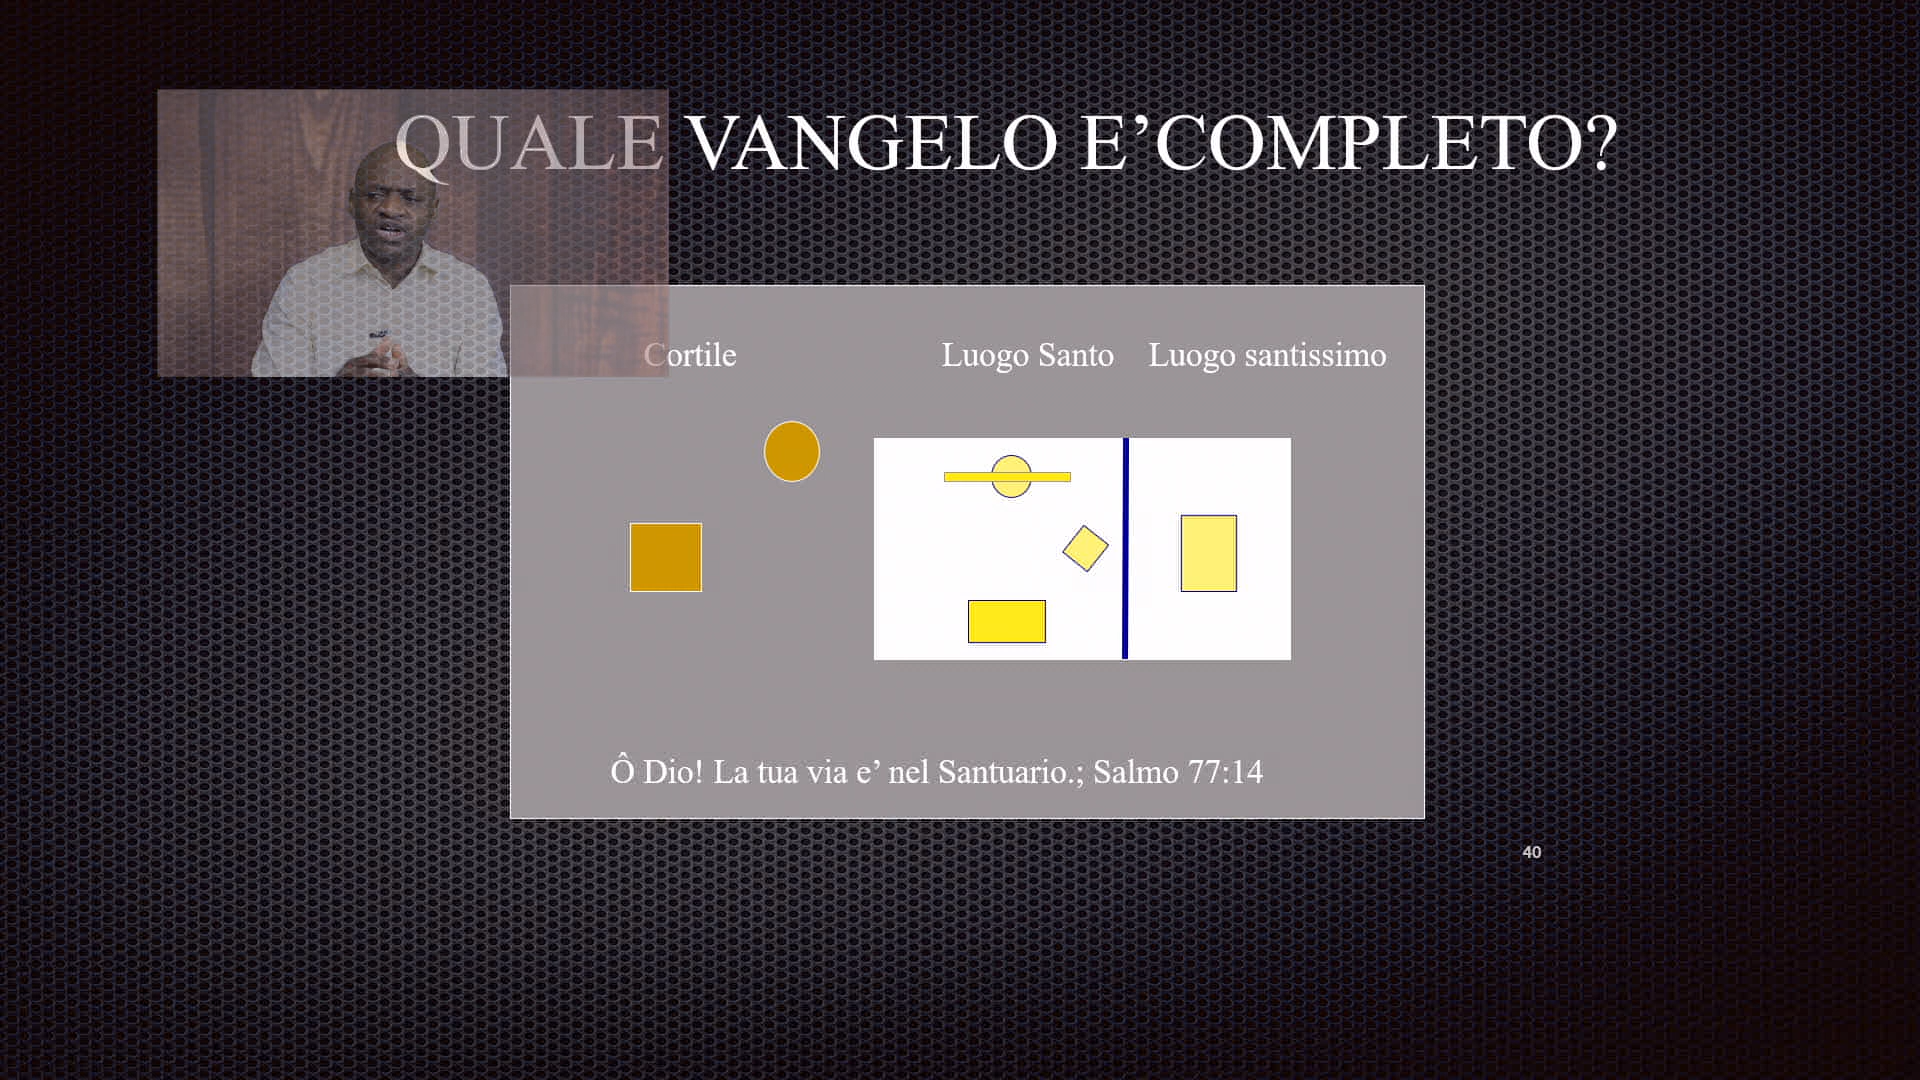 QUALE VANGELO E’COMPLETO?
Cortile
Luogo Santo
Luogo santissimo
Ô Dio! La tua via e’ nel Santuario.; Salmo 77:14
40